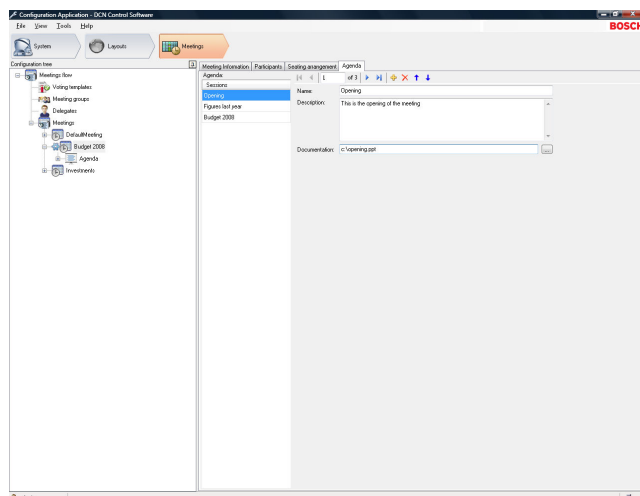 Configuration Application - DCN Control Software
File View Tools Help
BOSCH
System Layouts Meetings
Configuration tree
Meetings flow
Voting templates
Meeting groups
Delegates
Meetings
DefaultMeeting
Budget 2008
Agenda
Investments
Meeting Information Participants Seating arrangement Agenda
Agenda:
Sessions
Opening
Figures last year
Budget 2008
1 of 3
Name: Opening
Description: This is the opening of the meeting
Documentation: c:\opening.ppt
...